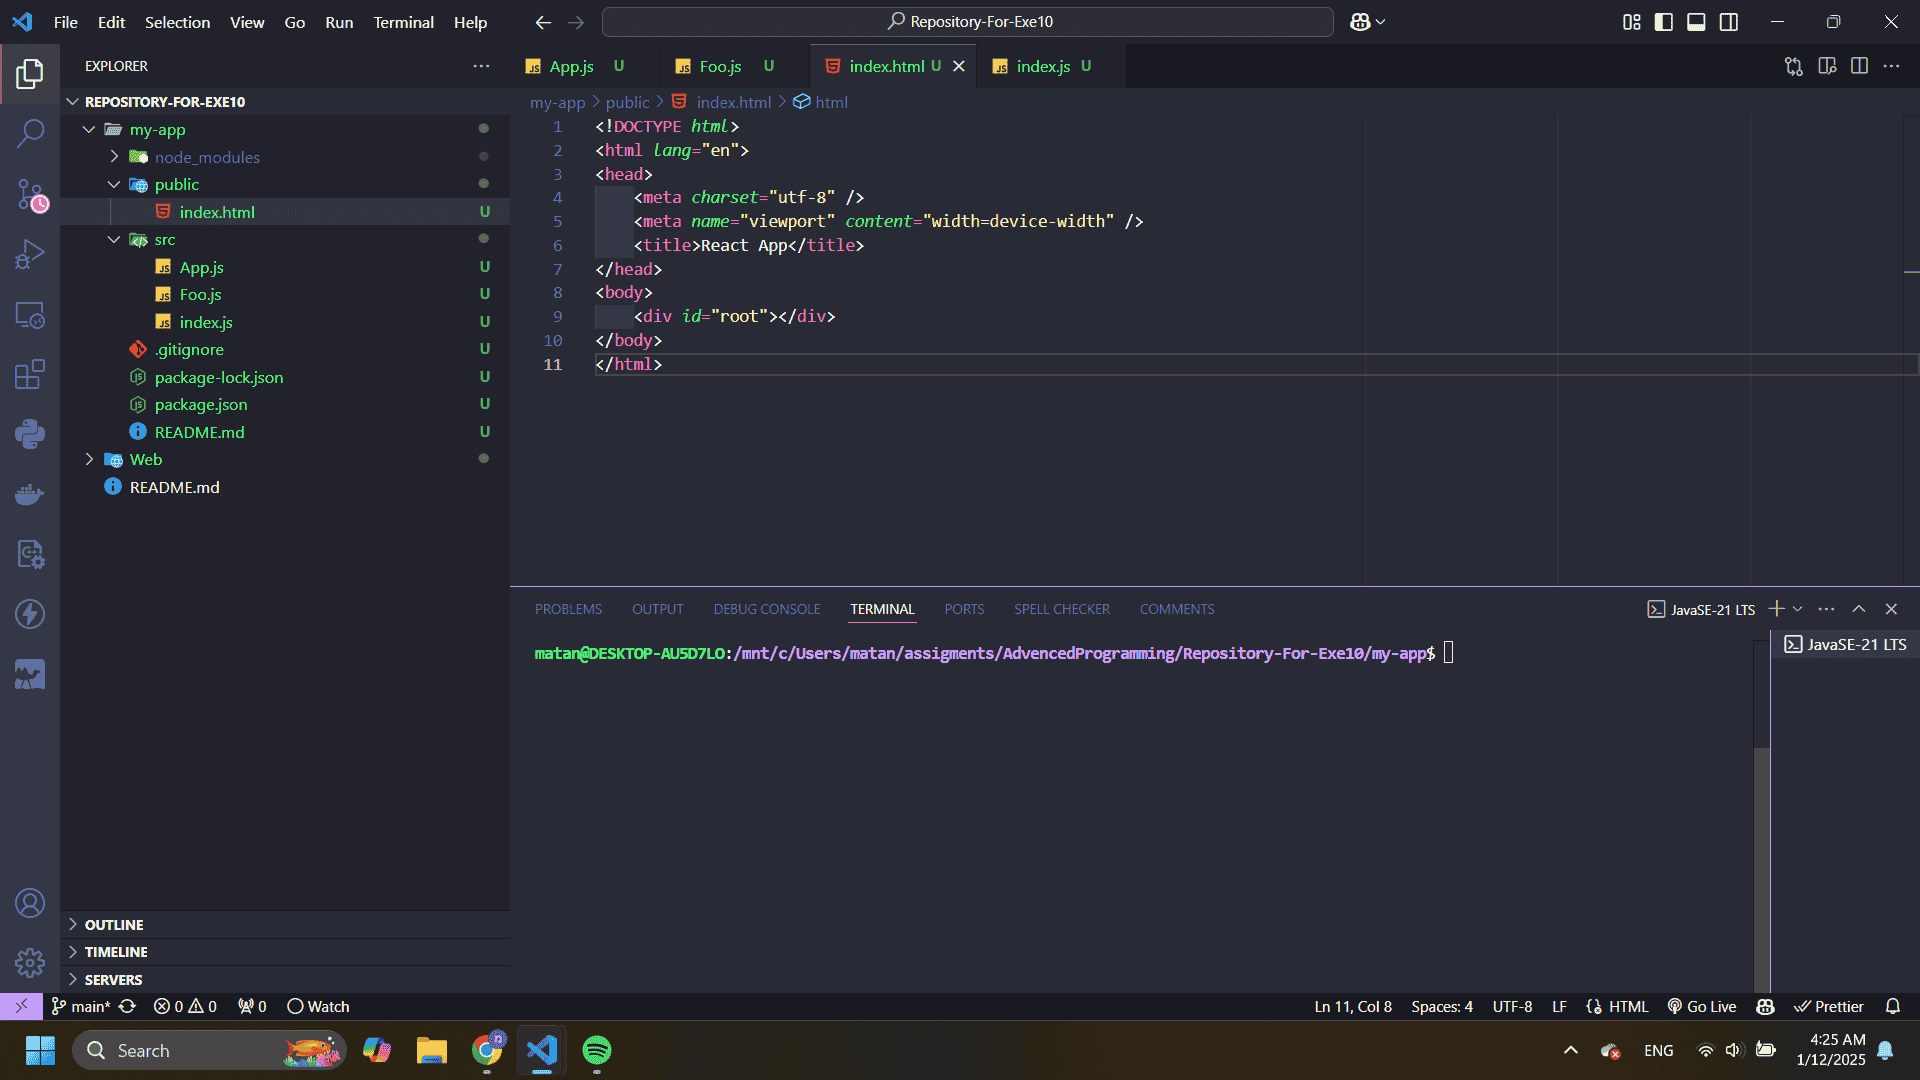 File Edit Selection View Go Run Terminal Help
Repository-For-Exe10
EXPLORER
REPOSITORY-FOR-EXE10
my-app
node_modules
public
index.html U
src
App.js U
Foo.js U
index.js U
.gitignore U
package-lock.json U
package.json U
README.md U
Web
README.md
OUTLINE
TIMELINE
SERVERS
App.js U Foo.js U index.html U index.js U
my-app > public > index.html > html
1 <!DOCTYPE html>
2 <html lang="en">
3 <head>
4 <meta charset="utf-8" />
5 <meta name="viewport" content="width=device-width" />
6 <title>React App</title>
7 </head>
8 <body>
9 <div id="root"></div>
10 </body>
11 </html>
PROBLEMS OUTPUT DEBUG CONSOLE TERMINAL PORTS SPELL CHECKER COMMENTS
JavaSE-21 LTS
matan@DESKTOP-AU5D7LO:/mnt/c/Users/matan/assigments/AdvencedProgramming/Repository-For-Exe10/my-app$
JavaSE-21 LTS
main* 0 0 0 Watch
Ln 11, Col 8 Spaces: 4 UTF-8 LF HTML Go Live Prettier
Search
ENG
4:25 AM
1/12/2025